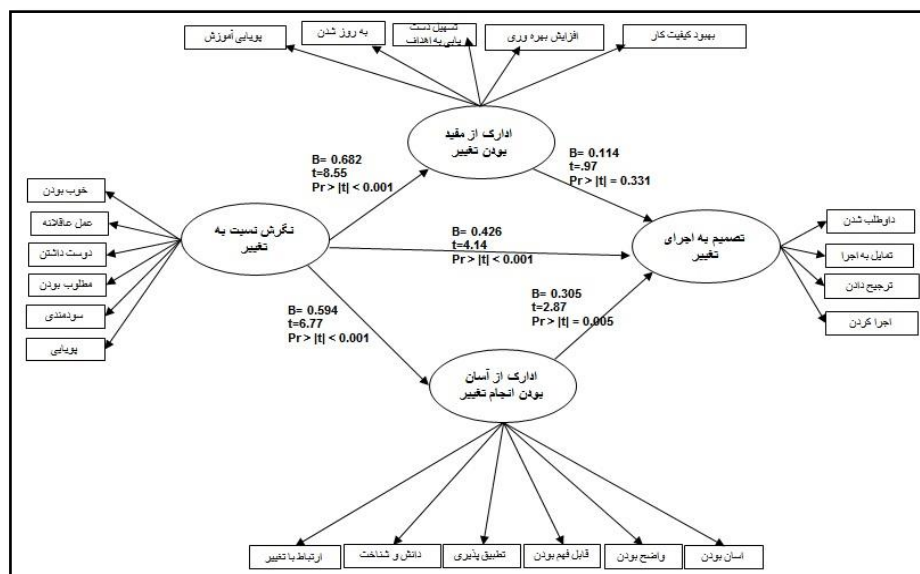 پویایی آموزش
به روز شدن
تسهیل دست
یابی به اهداف
افزایش بهره وری
بهبود کیفیت کار
ادارک از مفید
بودن تغییر
B= 0.682
t=8.55
Pr > |t| < 0.001
B= 0.114
t=.97
Pr > |t| = 0.331
خوب بودن
عمل عاقلانه
دوست داشتن
مطلوب بودن
سودمندی
پویایی
نگرش نسبت به
تغییر
B= 0.426
t=4.14
Pr > |t| < 0.001
تصمیم به اجرای
تغییر
داوطلب شدن
تمایل به اجرا
ترجیح دادن
اجرا کردن
B= 0.594
t=6.77
Pr > |t| < 0.001
B= 0.305
t=2.87
Pr > |t| = 0.005
ادارک از آسان
بودن انجام تغییر
ارتباط با تغییر
دانش و شناخت
تطبیق پذیری
قابل فهم بودن
واضح بودن
اسان بودن